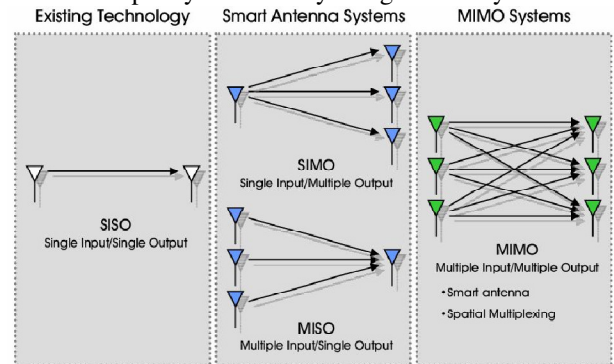 Existing Technology
SISO
Single Input/Single Output
Smart Antenna Systems
SIMO
Single Input/Multiple Output
MISO
Multiple Input/Single Output
MIMO Systems
MIMO
Multiple Input/Multiple Output
•Smart antenna
•Spatial Multiplexing